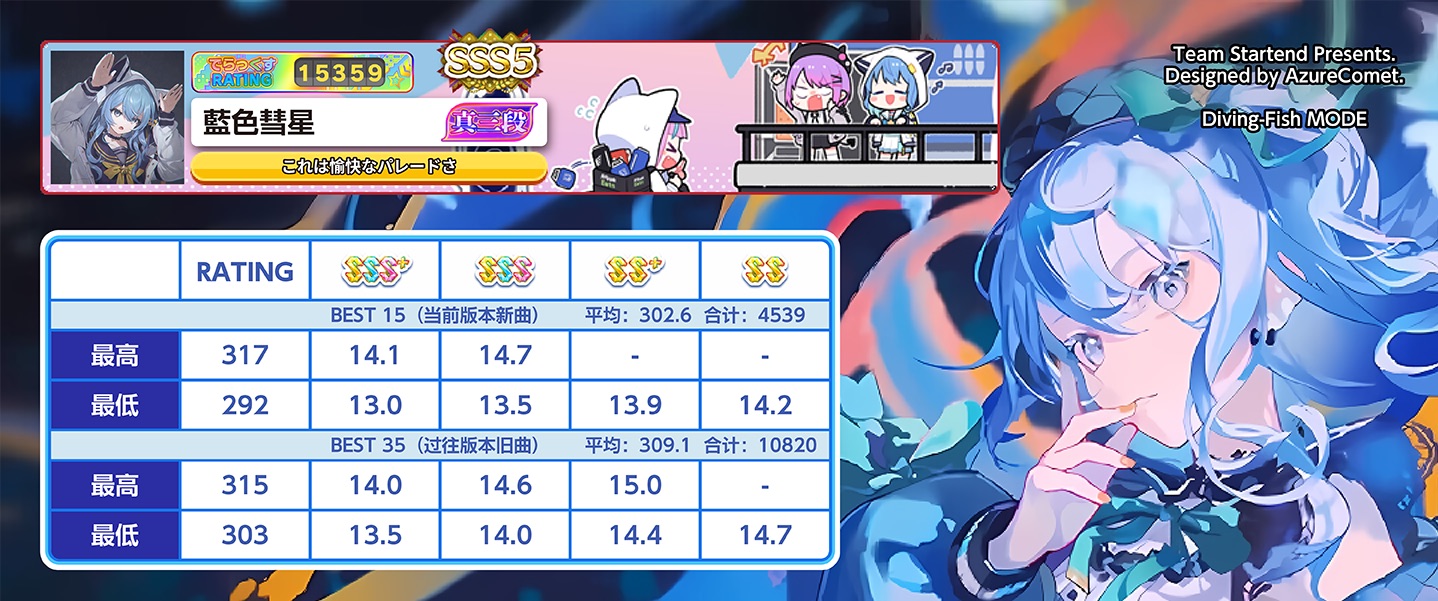 Team Startend Presents.
Designed by AzureComet.
Diving-Fish MODE
でらっくす
RATING 15359
SSS5
藍色彗星 真三段
これは愉快なパレードさ
RATING SSS+ SSS SS+ SS
BEST 15（当前版本新曲） 平均：302.6 合计：4539
最高 317 14.1 14.7 - -
最低 292 13.0 13.5 13.9 14.2
BEST 35（过往版本旧曲） 平均：309.1 合计：10820
最高 315 14.0 14.6 15.0 -
最低 303 13.5 14.0 14.4 14.7